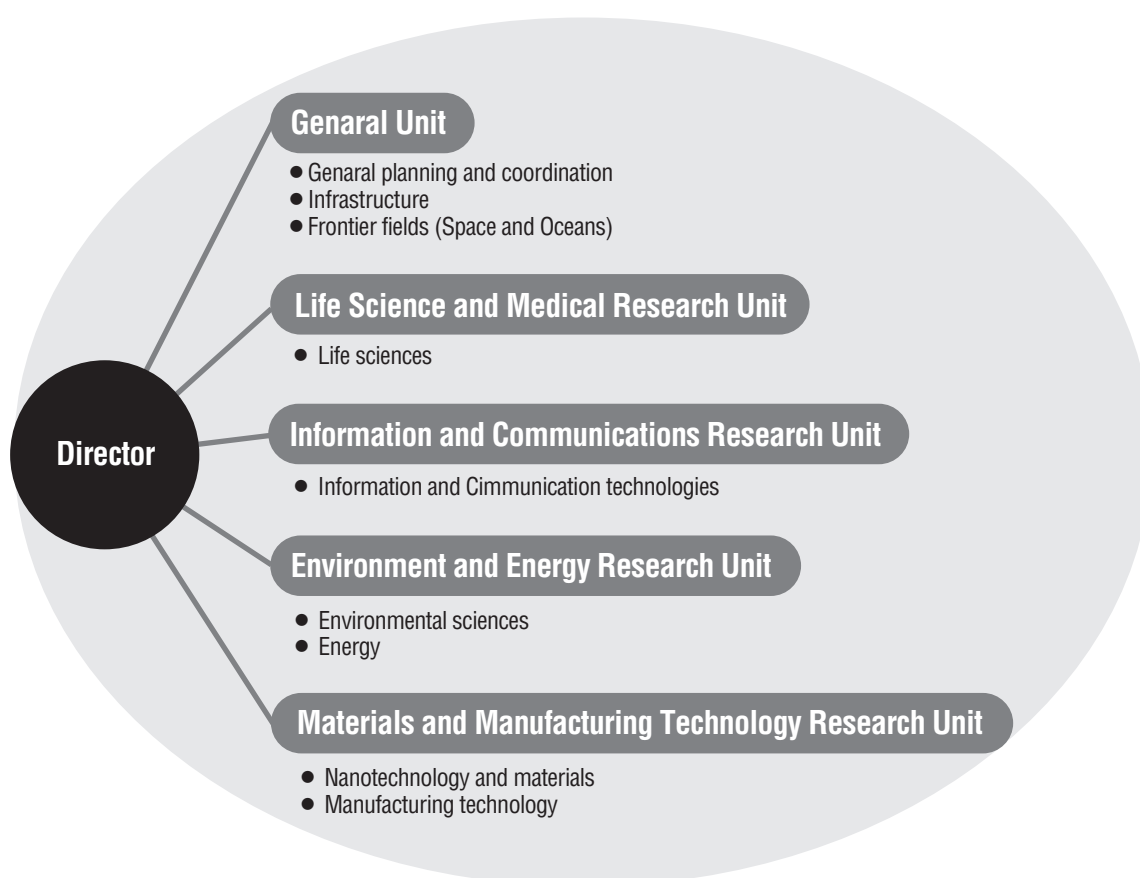 Genaral Unit
● Genaral planning and coordination
● Infrastructure
● Frontier fields (Space and Oceans)
Life Science and Medical Research Unit
● Life sciences
Director
Information and Communications Research Unit
● Information and Cimmunication technologies
Environment and Energy Research Unit
● Environmental sciences
● Energy
Materials and Manufacturing Technology Research Unit
● Nanotechnology and materials
● Manufacturing technology